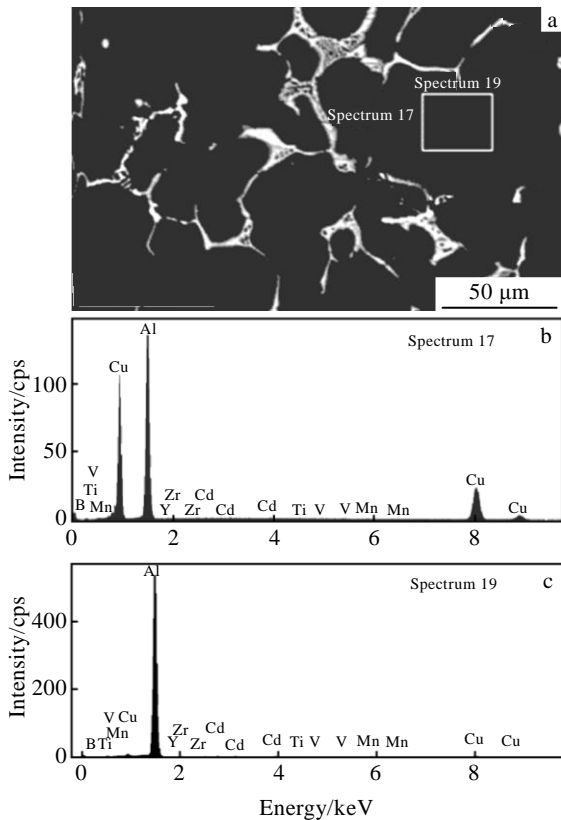 a
Spectrum 19
Spectrum 17
50 μm
Al
Spectrum 17
b
Cu
Intensity/cps
100
50
0
V
Ti
B
Mn
Zr
Y
Zr
Cd
Cd
Cd
Ti
V
V
Mn
Mn
Cu
Cu
0
2
4
6
8
Al
Spectrum 19
c
Intensity/cps
400
200
0
V
Cu
Mn
B
Ti
Zr
Y
Zr
Cd
Cd
Cd
Ti
V
V
Mn
Mn
Cu
Cu
0
2
4
6
8
Energy/keV